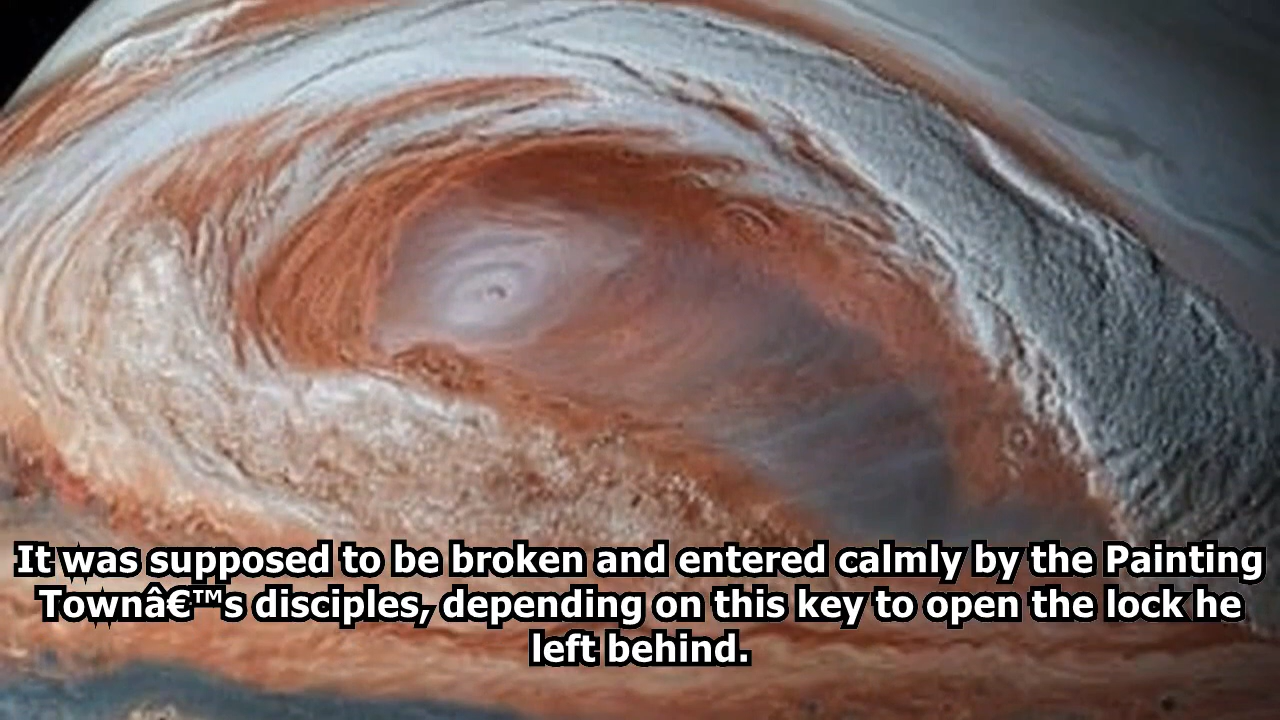 It was supposed to be broken and entered calmly by the Painting
Townâ€™s disciples, depending on this key to open the lock he
left behind.